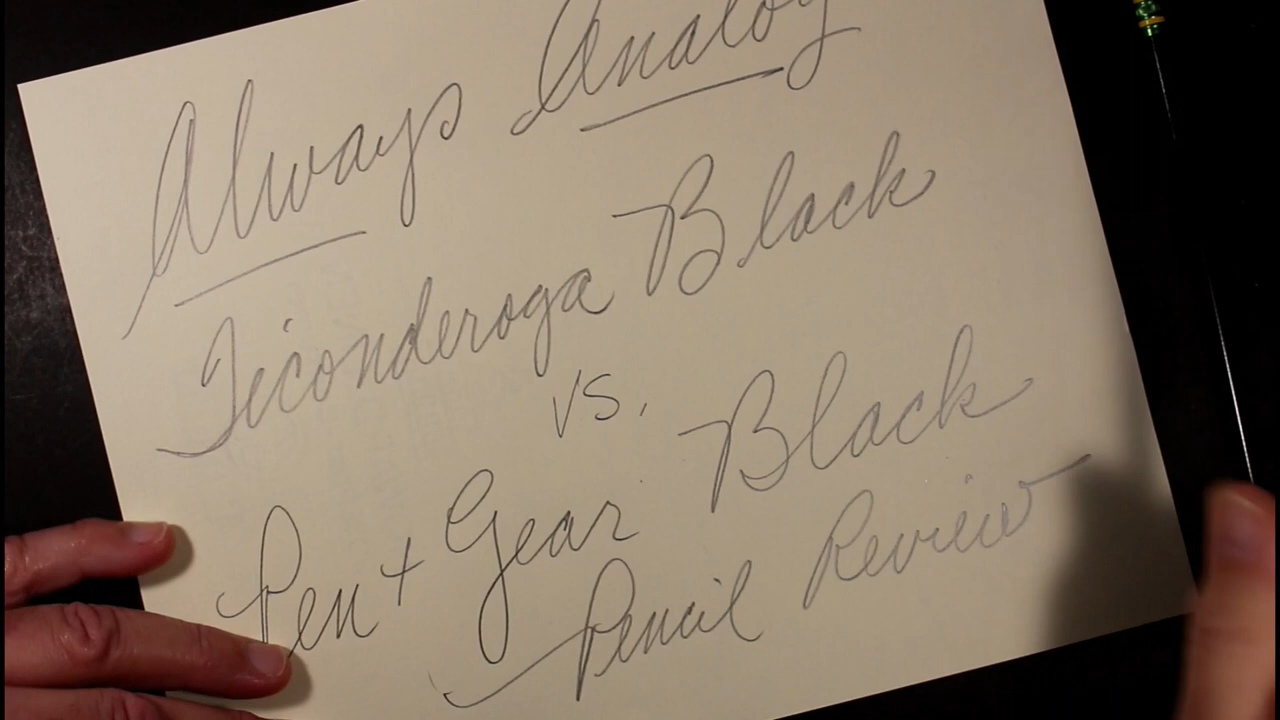 Always Analog
Ticonderoga Black
vs.
Pen + Gear Black
Pencil Review